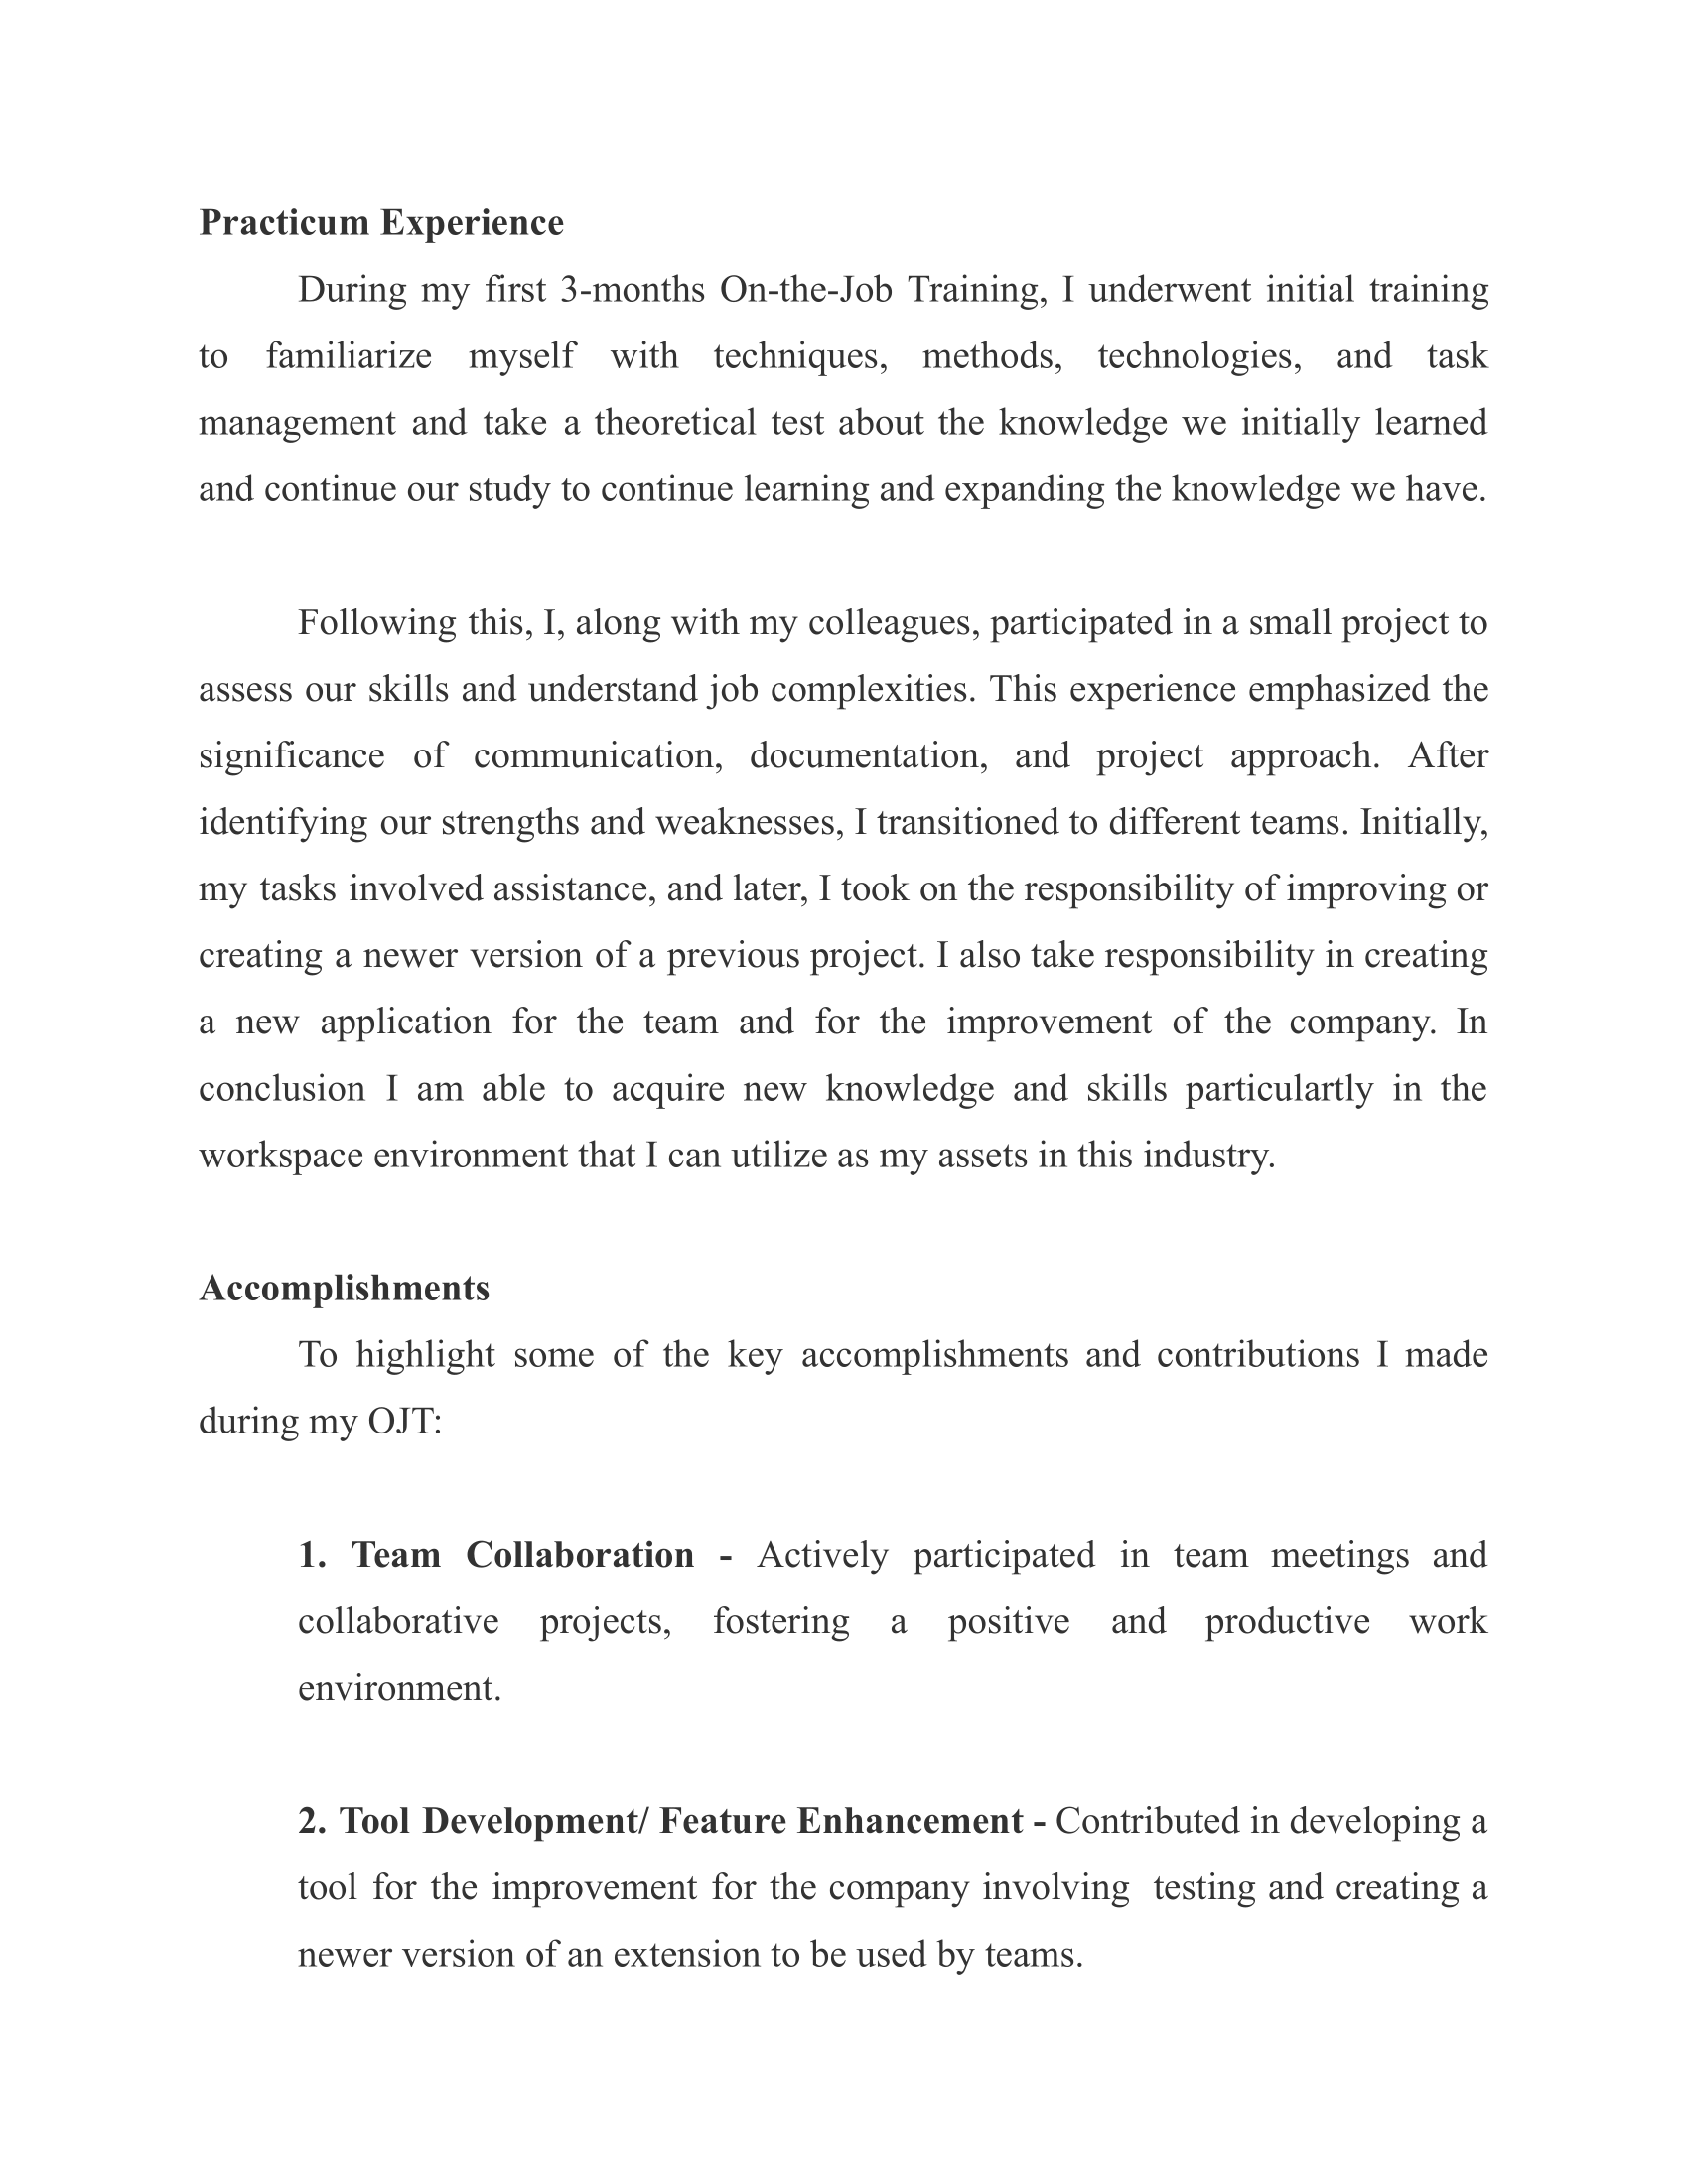 Practicum Experience
During my first 3-months On-the-Job Training, I underwent initial training
to familiarize myself with techniques, methods, technologies, and task
management and take a theoretical test about the knowledge we initially learned
and continue our study to continue learning and expanding the knowledge we have.
Following this, I, along with my colleagues, participated in a small project to
assess our skills and understand job complexities. This experience emphasized the
significance of communication, documentation, and project approach. After
identifying our strengths and weaknesses, I transitioned to different teams. Initially,
my tasks involved assistance, and later, I took on the responsibility of improving or
creating a newer version of a previous project. I also take responsibility in creating
a new application for the team and for the improvement of the company. In
conclusion I am able to acquire new knowledge and skills particulartly in the
workspace environment that I can utilize as my assets in this industry.
Accomplishments
To highlight some of the key accomplishments and contributions I made
during my OJT:
1. Team Collaboration - Actively participated in team meetings and
collaborative projects, fostering a positive and productive work
environment.
2. Tool Development/ Feature Enhancement - Contributed in developing a
tool for the improvement for the company involving  testing and creating a
newer version of an extension to be used by teams.